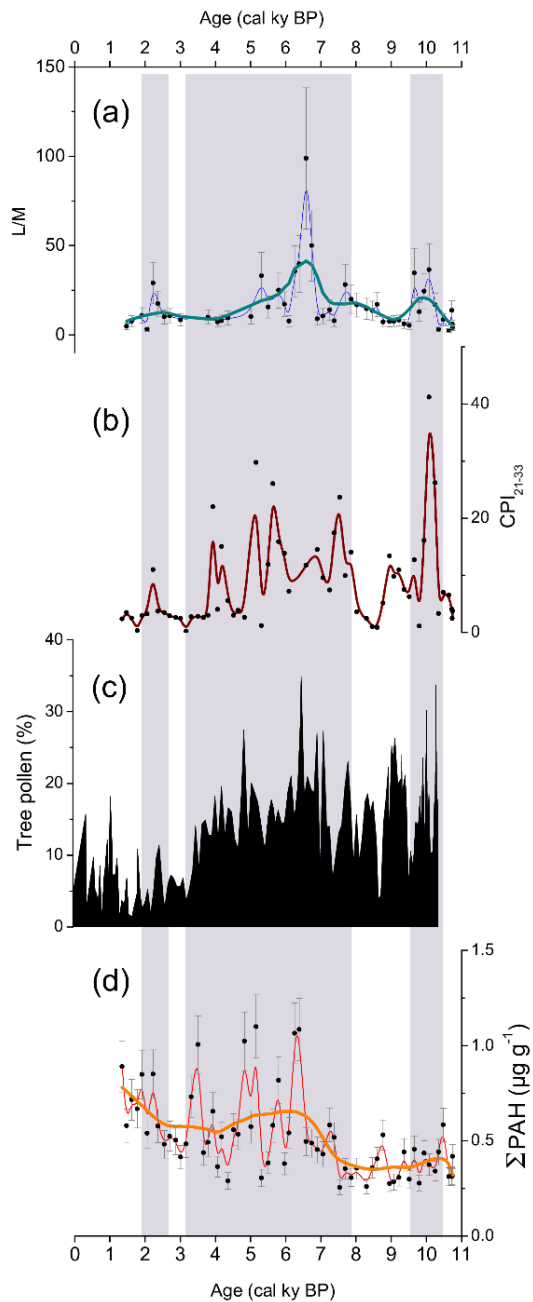 Age (cal ky BP)
0 1 2 3 4 5 6 7 8 9 10 11
150
100
50
0
L/M
(a)
40
20
0
CPI21-33
(b)
40
30
20
10
0
Tree pollen (%)
(c)
1.5
1.0
0.5
0.0
ΣPAH (μg g-1)
(d)
0 1 2 3 4 5 6 7 8 9 10 11
Age (cal ky BP)